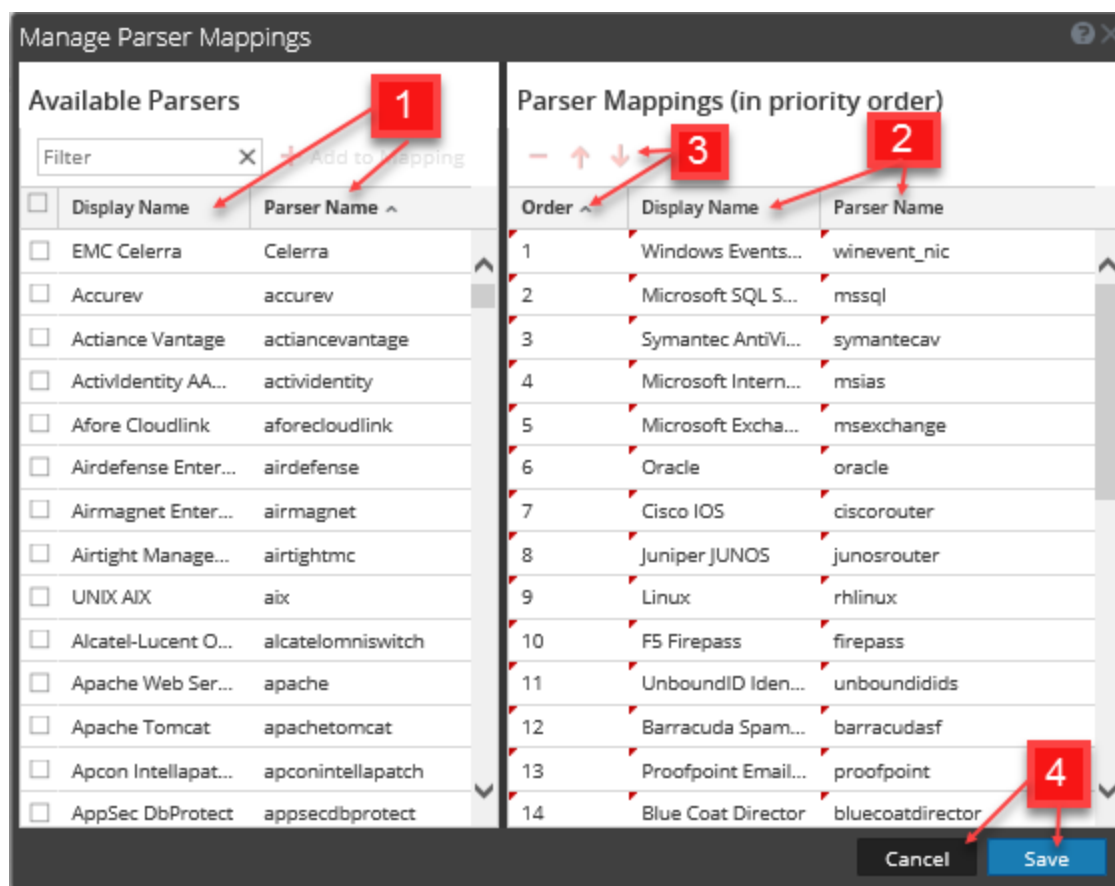 Manage Parser Mappings
Available Parsers
1
Filter
Add to Mapping
Display Name Parser Name
EMC Celerra Celerra
Accurev accurev
Actiance Vantage actiancevantage
ActivIdentity AA... actividentity
Afore Cloudlink aforecloudlink
Airdefense Enter... airdefense
Airmagnet Enter... airmagnet
Airtight Manage... airtightmc
UNIX AIX aix
Alcatel-Lucent O... alcatelomniswitch
Apache Web Ser... apache
Apache Tomcat apachetomcat
Apcon Intellapat... apconintellapatch
AppSec DbProtect appsecdbprotect
Parser Mappings (in priority order)
3
2
Order Display Name Parser Name
1 Windows Events... winevent_nic
2 Microsoft SQL S... mssql
3 Symantec AntiVi... symantecav
4 Microsoft Intern... msias
5 Microsoft Excha... msexchange
6 Oracle oracle
7 Cisco IOS ciscorouter
8 Juniper JUNOS junosrouter
9 Linux rhlinux
10 F5 Firepass firepass
11 UnboundID Iden... unboundidids
12 Barracuda Spam... barracudasf
13 Proofpoint Email... proofpoint
14 Blue Coat Director bluecoatdirector
4
Cancel Save